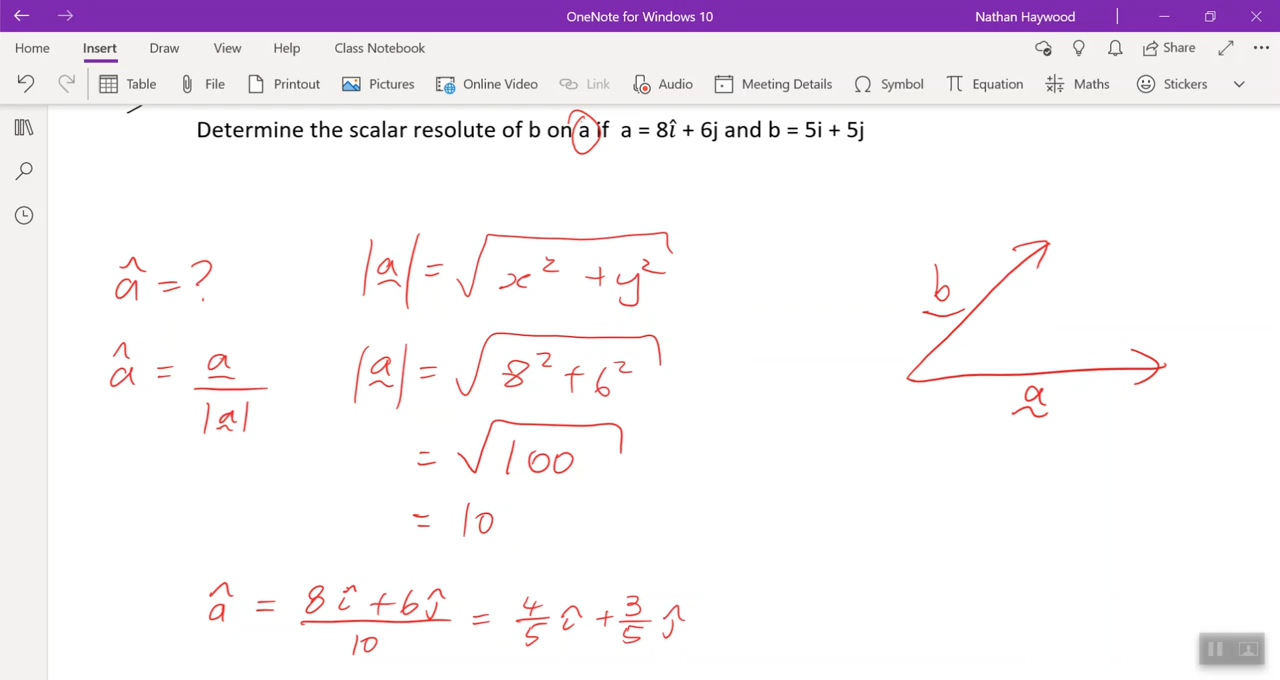 OneNote for Windows 10
Nathan Haywood
Home Insert Draw View Help Class Notebook Share
Table File Printout Pictures Online Video Link Audio Meeting Details Symbol Equation Maths Stickers
Determine the scalar resolute of b on a if a = 8î + 6j and b = 5i + 5j
â = ?
|a| = √(x² + y²)
b
â = a/|a|
|a| = √(8² + 6²)
a
= √100
= 10
â = (8î + 6ĵ)/10 = 4/5 î + 3/5 ĵ